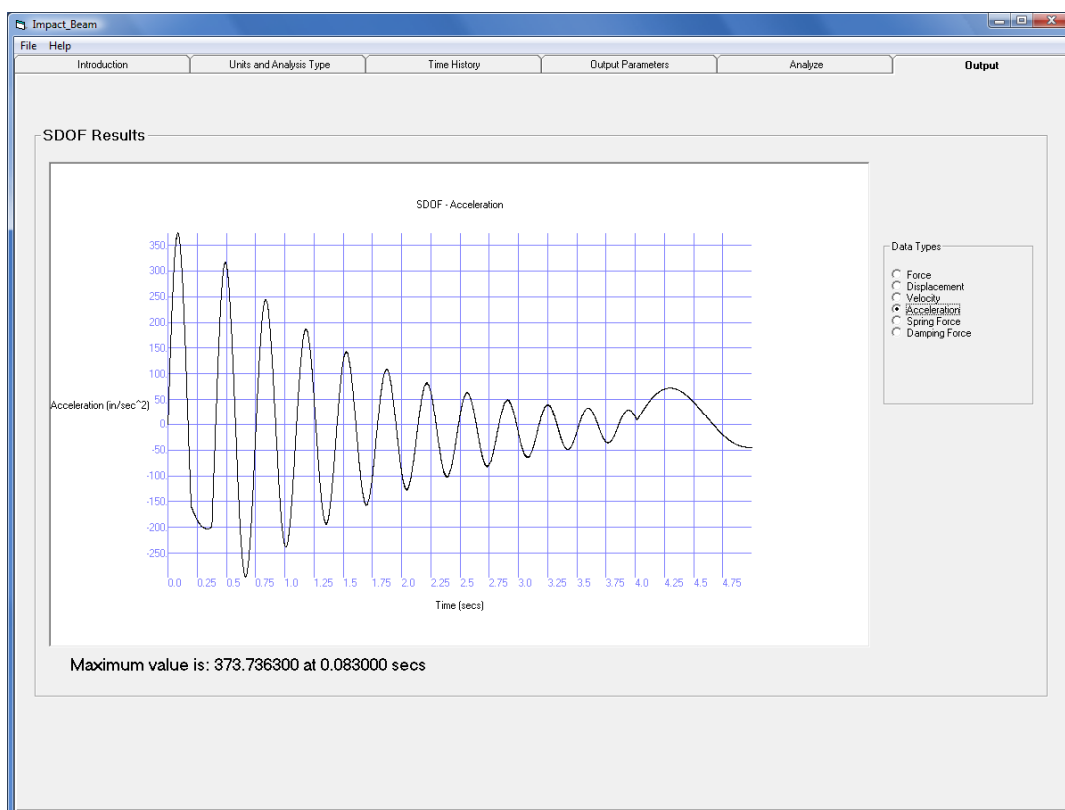 Impact_Beam
File Help
Introduction Units and Analysis Type Time History Output Parameters Analyze Output
SDOF Results
SDOF - Acceleration
Data Types
Force
Displacement
Velocity
Acceleration
Spring Force
Damping Force
350.
300.
250.
200.
150.
100.
50.
Acceleration (in/sec^2)
0.
-50.
-100.
-150.
-200.
-250.
0.0 0.25 0.5 0.75 1.0 1.25 1.5 1.75 2.0 2.25 2.5 2.75 3.0 3.25 3.5 3.75 4.0 4.25 4.5 4.75
Time (secs)
Maximum value is: 373.736300 at 0.083000 secs